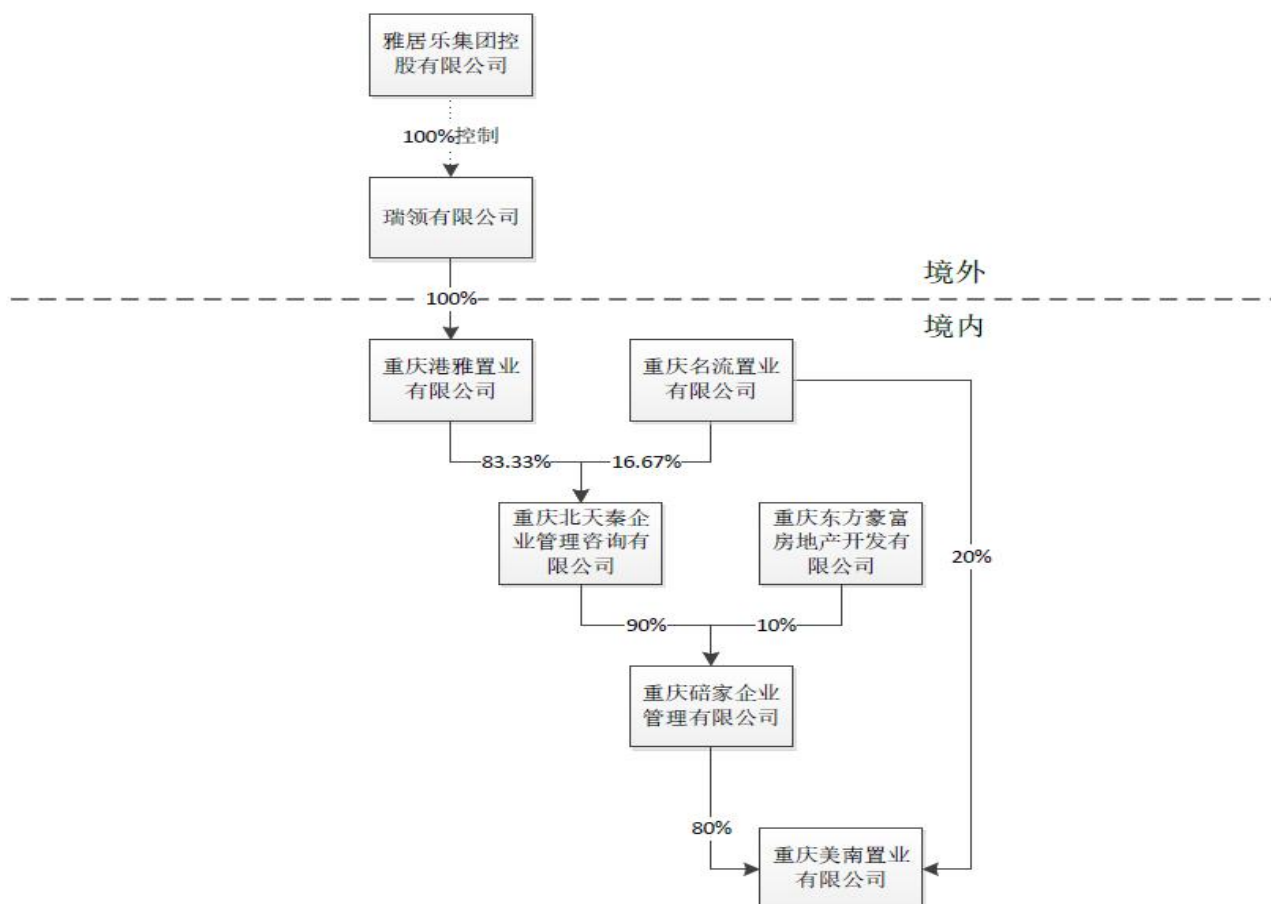 雅居乐集团控
股有限公司
100%控制
瑞领有限公司
境外
100%
境内
重庆港雅置业
有限公司
重庆名流置业
有限公司
83.33%
16.67%
重庆北天秦企
业管理咨询有
限公司
重庆东方豪富
房地产开发有
限公司
20%
90%
10%
重庆碚家企业
管理有限公司
80%
重庆美南置业
有限公司